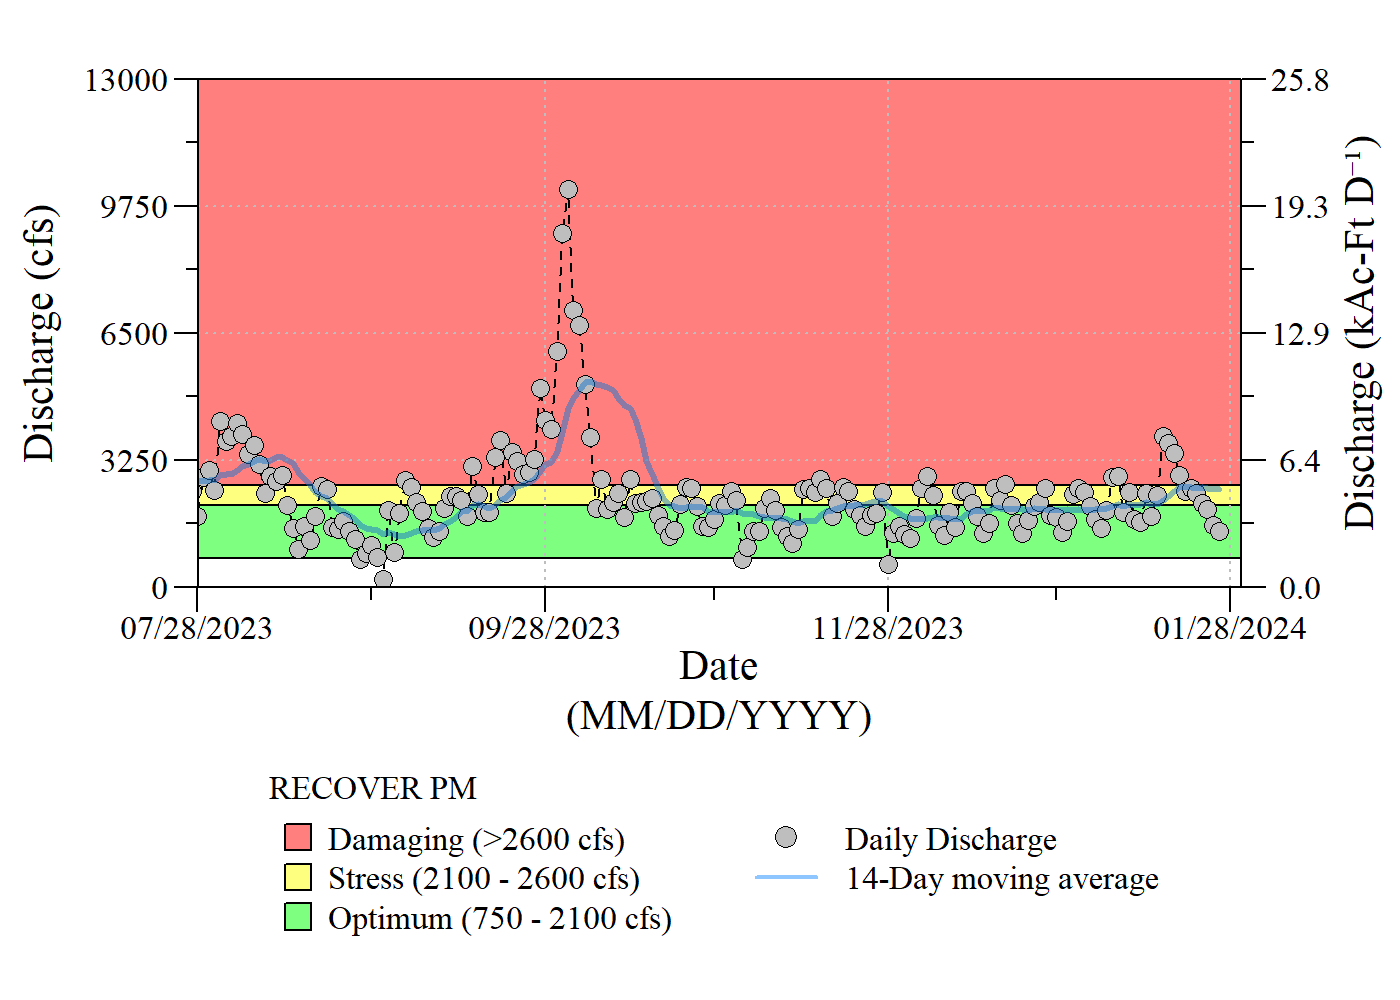 13000
9750
6500
3250
0
Discharge (cfs)
25.8
19.3
12.9
6.4
0.0
Discharge (kAc-Ft D⁻¹)
07/28/2023 09/28/2023 11/28/2023 01/28/2024
Date
(MM/DD/YYYY)
RECOVER PM
Damaging (>2600 cfs)
Stress (2100 - 2600 cfs)
Optimum (750 - 2100 cfs)
Daily Discharge
14-Day moving average